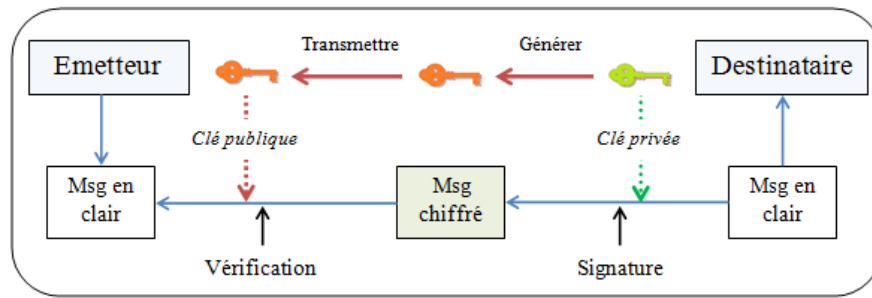 Transmettre
Générer
Emetteur
Destinataire
Clé publique
Clé privée
Msg en
clair
Msg
chiffré
Msg en
clair
Vérification
Signature